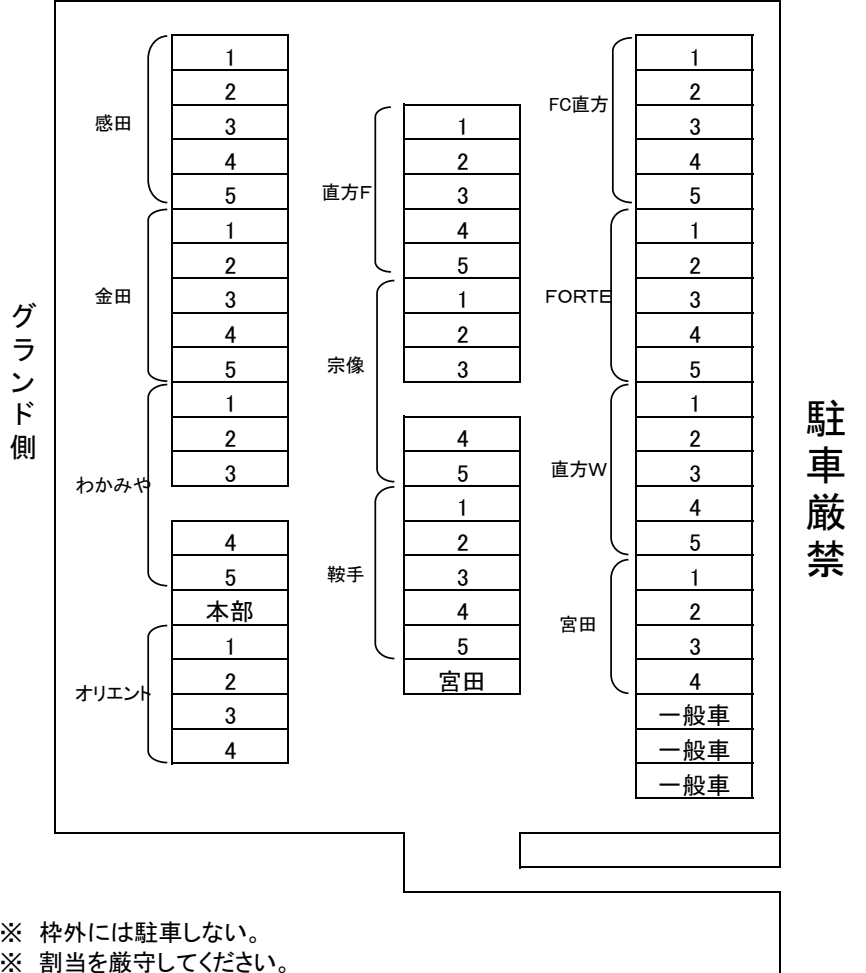 グランド側
感田
1
2
3
4
5
金田
1
2
3
4
5
わかみや
1
2
3
4
5
本部
オリエント
1
2
3
4
直方F
1
2
3
4
5
宗像
1
2
3
4
5
鞍手
1
2
3
4
5
宮田
FC直方
1
2
3
4
5
FORTE
1
2
3
4
5
直方W
1
2
3
4
5
宮田
1
2
3
4
一般車
一般車
一般車
駐車厳禁
※ 枠外には駐車しない。
※ 割当を厳守してください。